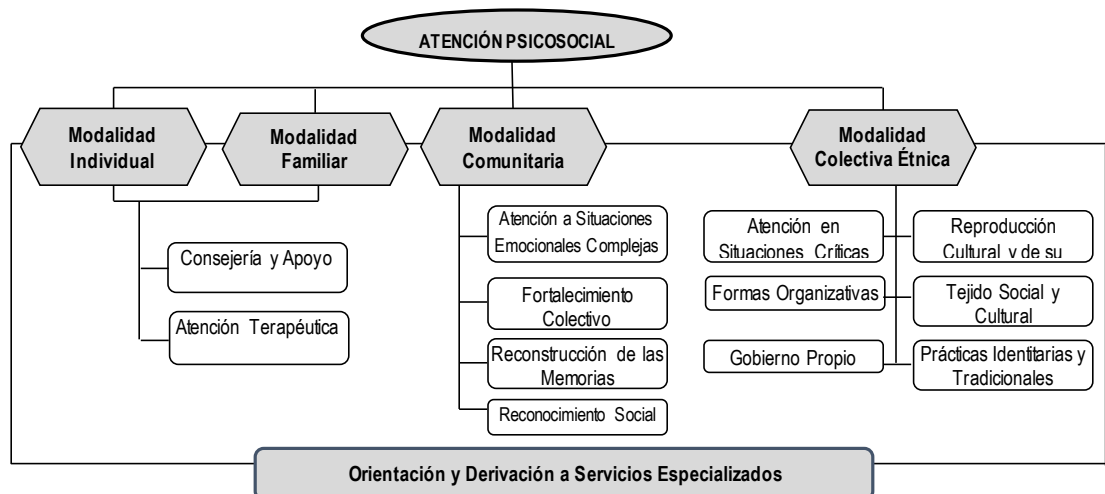 ATENCIÓN PSICOSOCIAL
Modalidad
Individual
Modalidad
Familiar
Modalidad
Comunitaria
Modalidad
Colectiva Étnica
Consejería y Apoyo
Atención Terapéutica
Atención a Situaciones
Emocionales Complejas
Fortalecimiento
Colectivo
Reconstrucción de las
Memorias
Reconocimiento Social
Atención en
Situaciones Críticas
Formas Organizativas
Gobierno Propio
Reproducción
Cultural y de su
Tejido Social y
Cultural
Prácticas Identitarias y
Tradicionales
Orientación y Derivación a Servicios Especializados